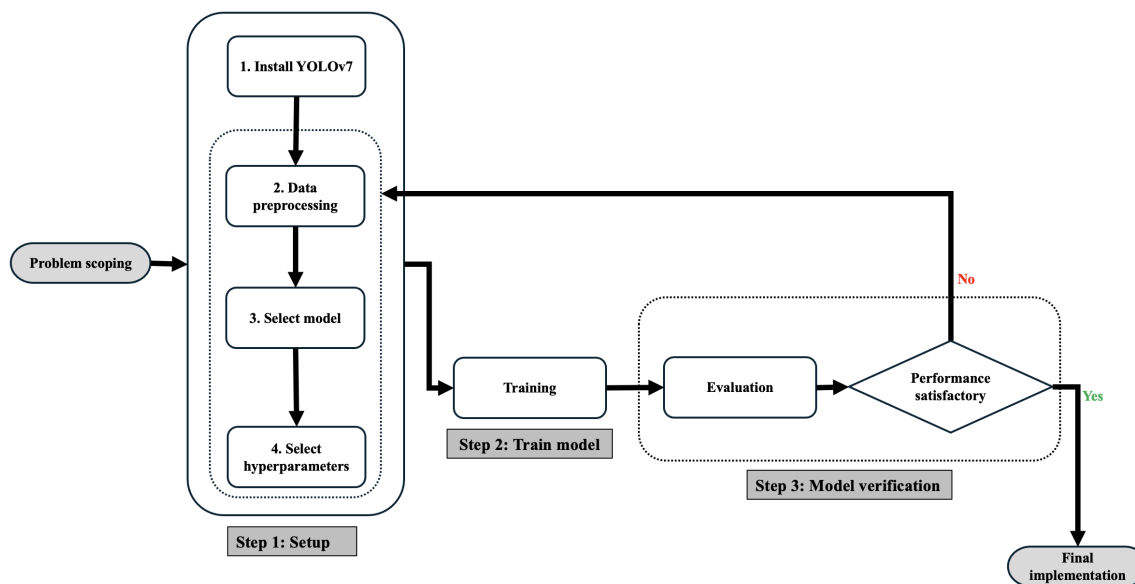 1. Install YOLOv7
2. Data
preprocessing
Problem scoping
3. Select model
4. Select
hyperparameters
Step 1: Setup
Training
Step 2: Train model
Evaluation
Performance
satisfactory
No
Yes
Step 3: Model verification
Final
implementation